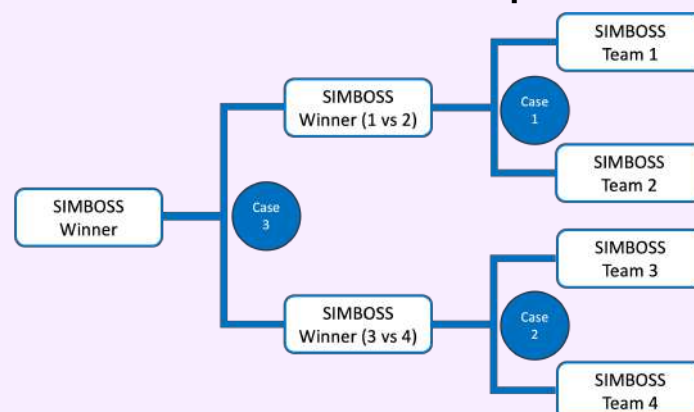 SIMBOSS
Team 1
SIMBOSS
Winner (1 vs 2)
Case
1
SIMBOSS
Team 2
SIMBOSS
Winner
Case
3
SIMBOSS
Team 3
SIMBOSS
Winner (3 vs 4)
Case
2
SIMBOSS
Team 4